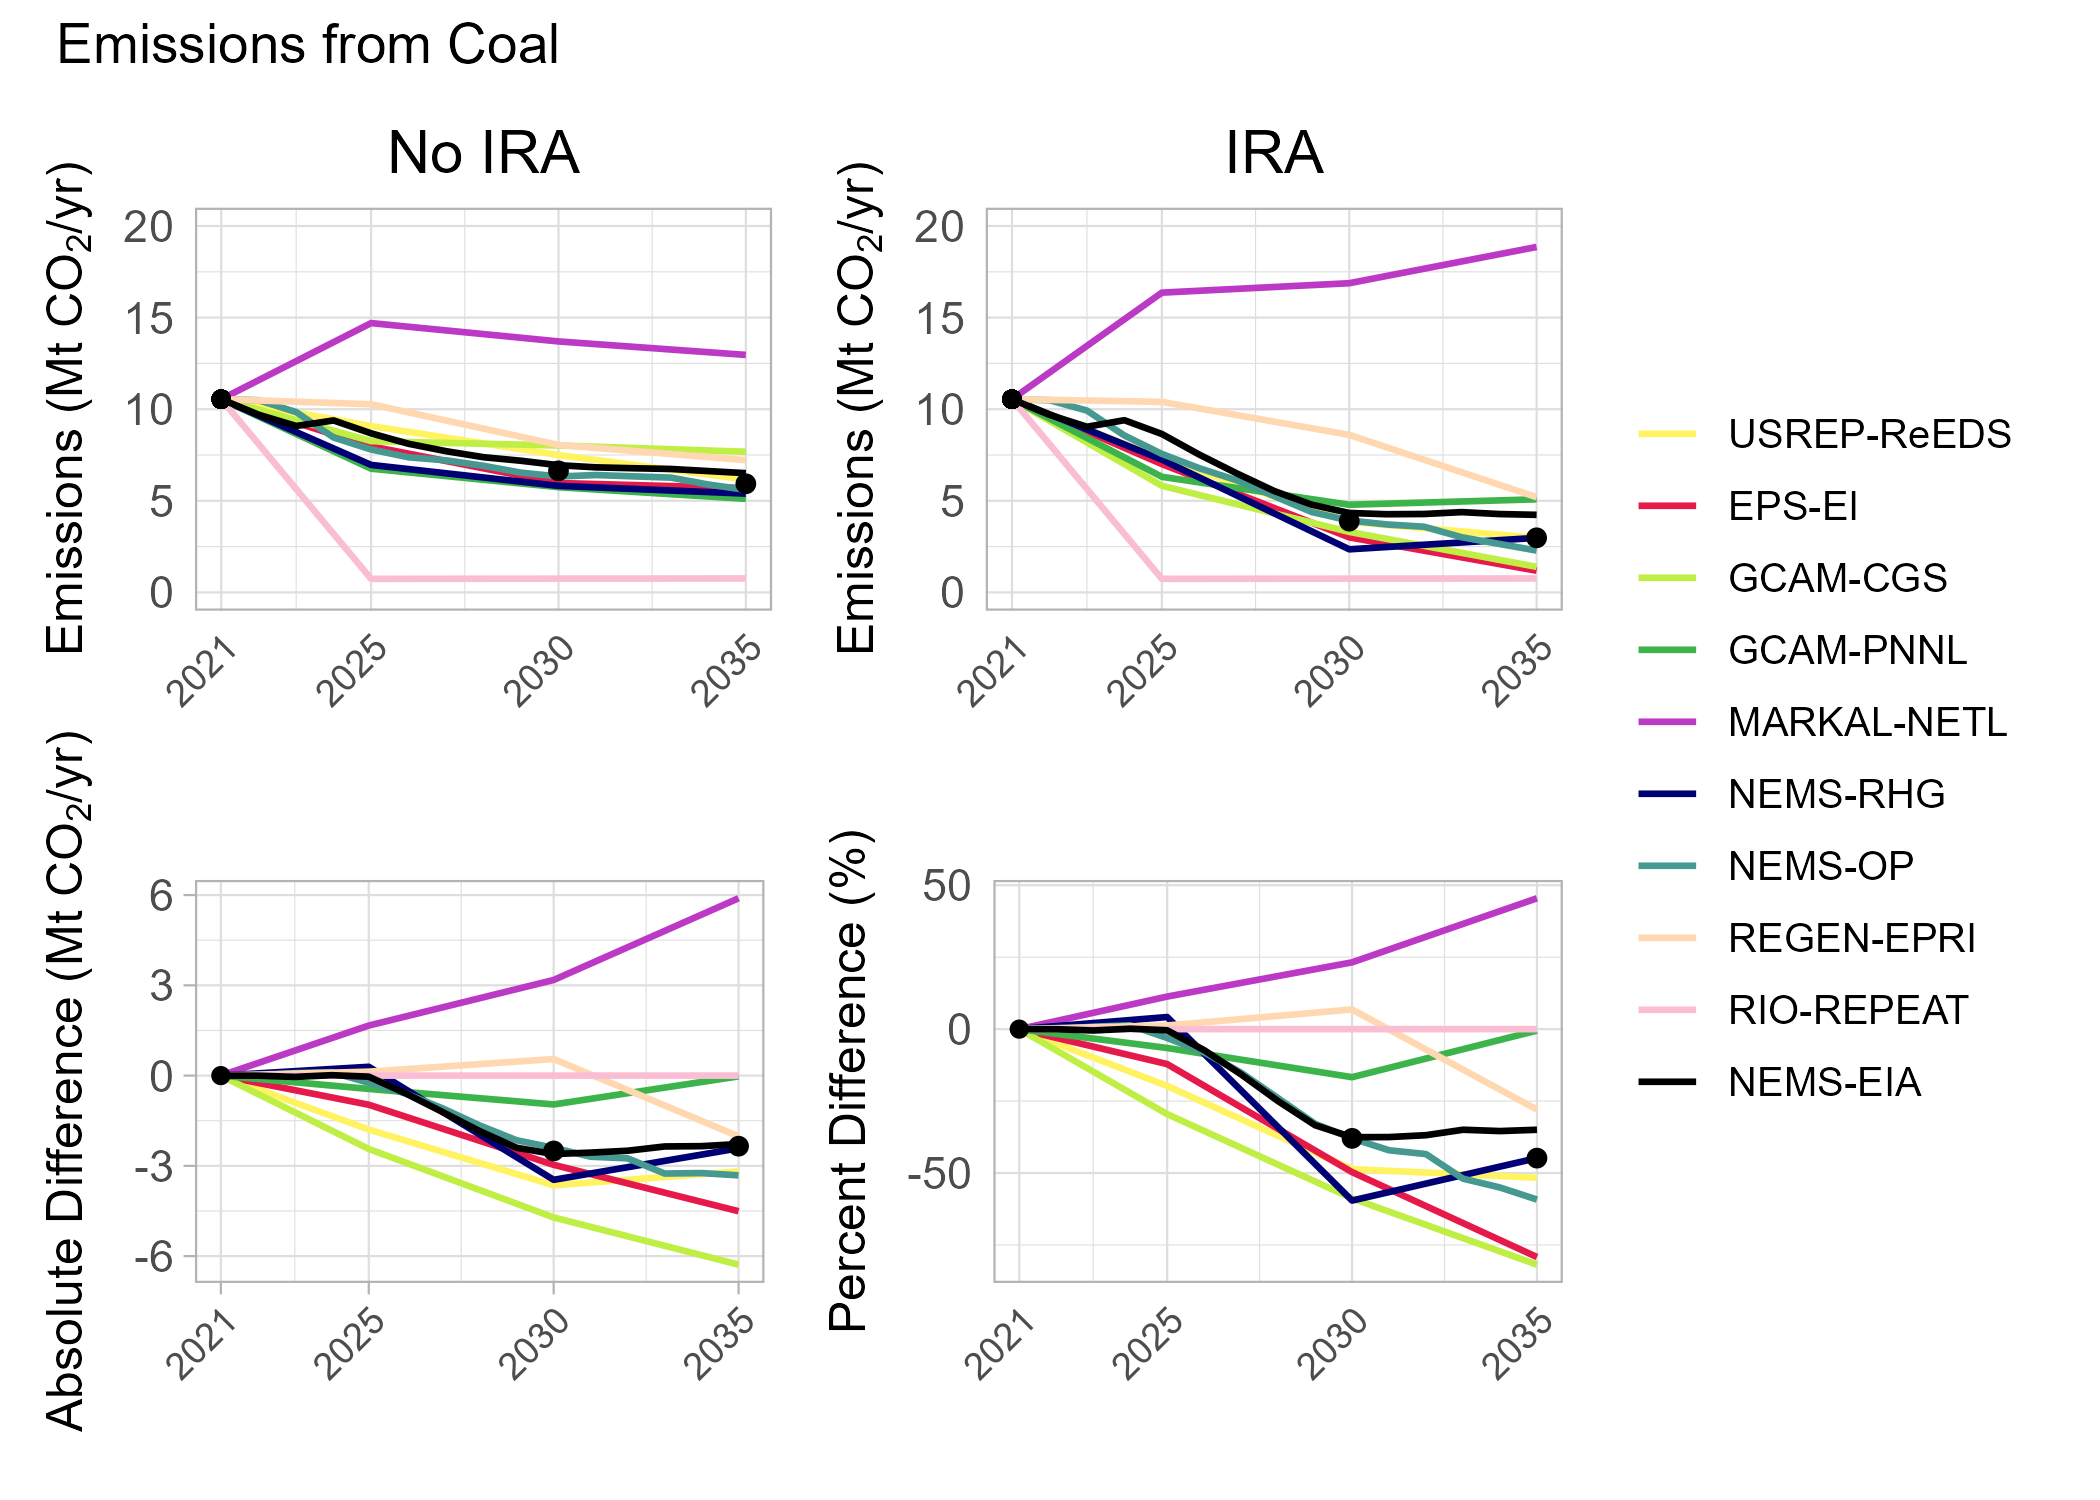 Emissions from Coal
No IRA
IRA
Emissions (Mt CO₂/yr)
20
15
10
5
0
2021
2025
2030
2035
Emissions (Mt CO₂/yr)
20
15
10
5
0
2021
2025
2030
2035
Absolute Difference (Mt CO₂/yr)
6
3
0
-3
-6
2021
2025
2030
2035
Percent Difference (%)
50
0
-50
2021
2025
2030
2035
USREP-ReEDS
EPS-EI
GCAM-CGS
GCAM-PNNL
MARKAL-NETL
NEMS-RHG
NEMS-OP
REGEN-EPRI
RIO-REPEAT
NEMS-EIA